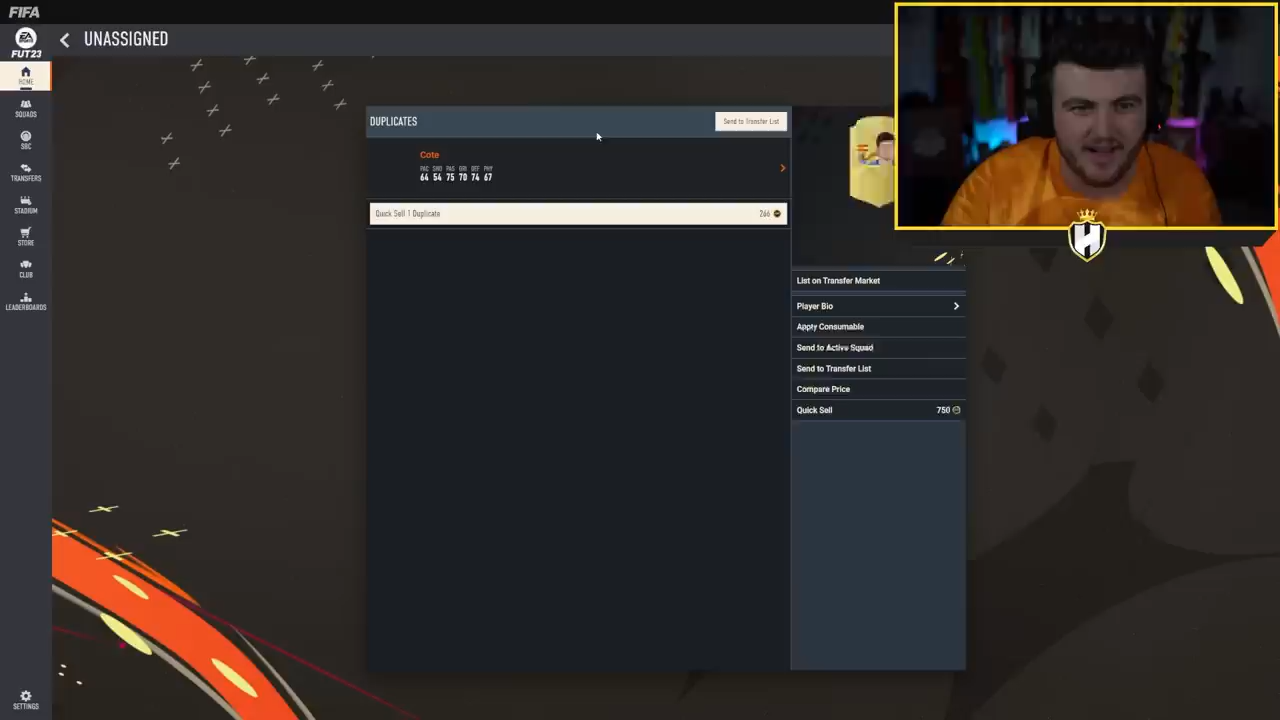 FIFA
EA SPORTS
FUT23
UNASSIGNED
HOME
SQUADS
SBC
TRANSFERS
STADIUM
STORE
CLUB
LEADERBOARDS
SETTINGS
DUPLICATES
Send to Transfer List
Cote
PAC SHO PAS DRI DEF PHY
64 54 75 70 74 67
Quick Sell 1 Duplicate 266
List on Transfer Market
Player Bio
Apply Consumable
Send to Active Squad
Send to Transfer List
Compare Price
Quick Sell 750
H